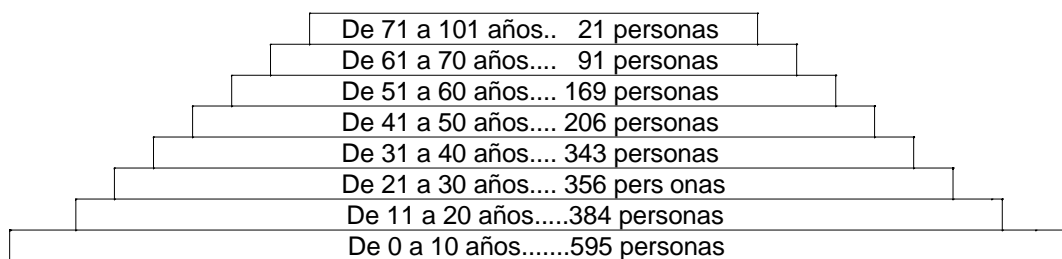 De 71 a 101 años.. 21 personas
De 61 a 70 años.... 91 personas
De 51 a 60 años.... 169 personas
De 41 a 50 años.... 206 personas
De 31 a 40 años.... 343 personas
De 21 a 30 años.... 356 pers onas
De 11 a 20 años.....384 personas
De 0 a 10 años.......595 personas